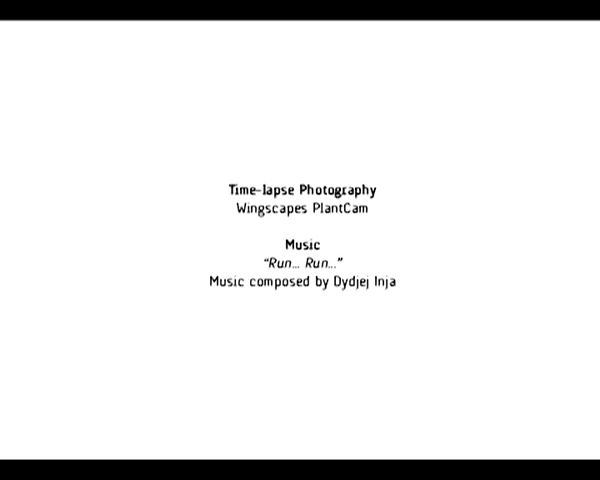 Time-lapse Photography
Wingscapes PlantCam
Music
“Run... Run...”
Music composed by Dydjej Inja